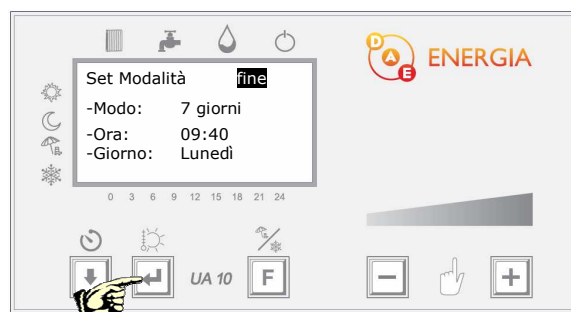 D A E ENERGIA
Set Modalità fine
-Modo: 7 giorni
-Ora: 09:40
-Giorno: Lunedì
0 3 6 9 12 15 18 21 24
UA 10 F
- +